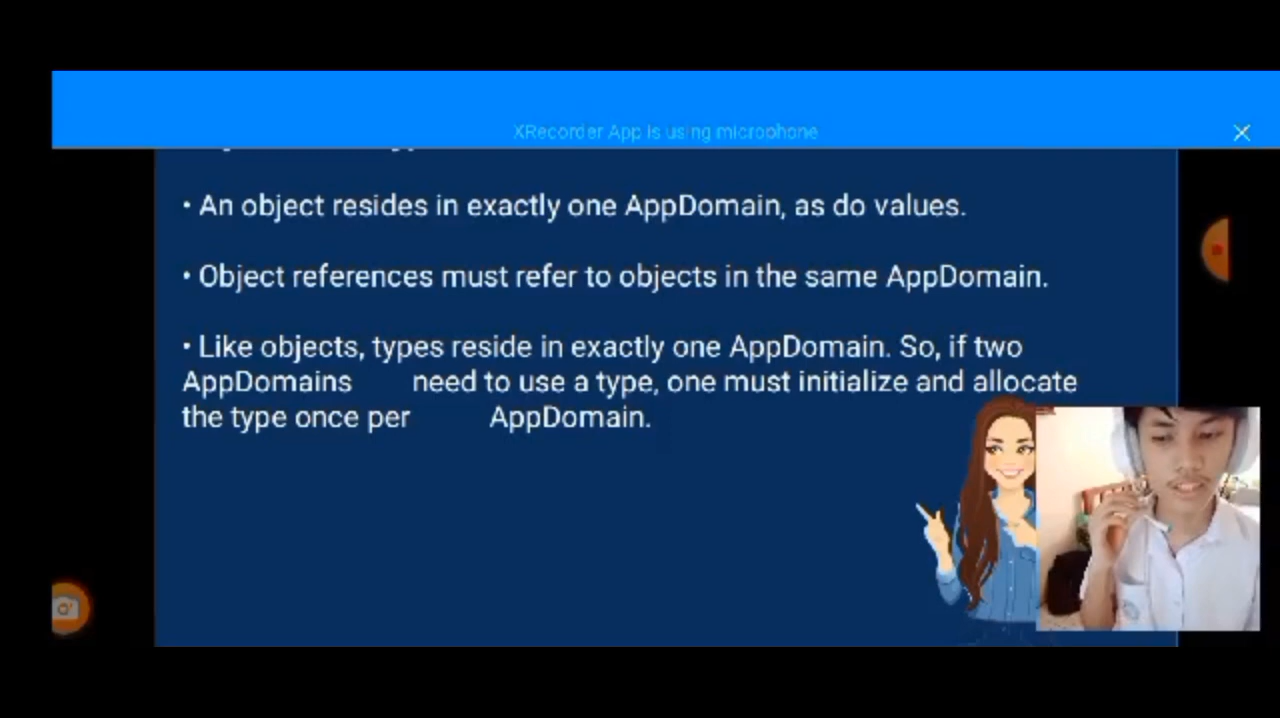 XRecorder App is using microphone
• An object resides in exactly one AppDomain, as do values.
• Object references must refer to objects in the same AppDomain.
• Like objects, types reside in exactly one AppDomain. So, if two
AppDomains need to use a type, one must initialize and allocate
the type once per AppDomain.